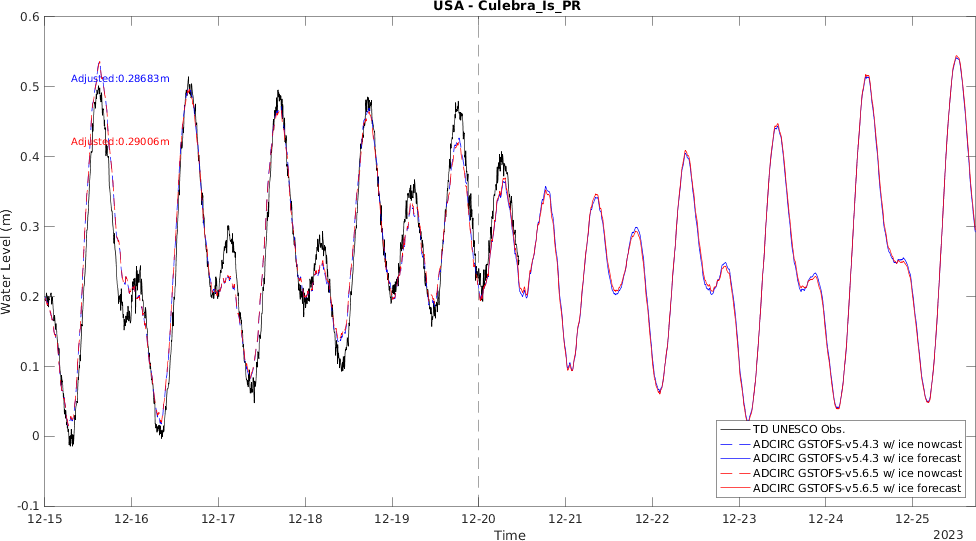 USA - Culebra_Is_PR
0.6
0.5
0.4
0.3
0.2
0.1
0
-0.1
Water Level (m)
Adjusted:0.28683m
Adjusted:0.29006m
TD UNESCO Obs.
ADCIRC GSTOFS-v5.4.3 w/ ice nowcast
ADCIRC GSTOFS-v5.4.3 w/ ice forecast
ADCIRC GSTOFS-v5.6.5 w/ ice nowcast
ADCIRC GSTOFS-v5.6.5 w/ ice forecast
12-15 12-16 12-17 12-18 12-19 12-20 12-21 12-22 12-23 12-24 12-25
Time
2023